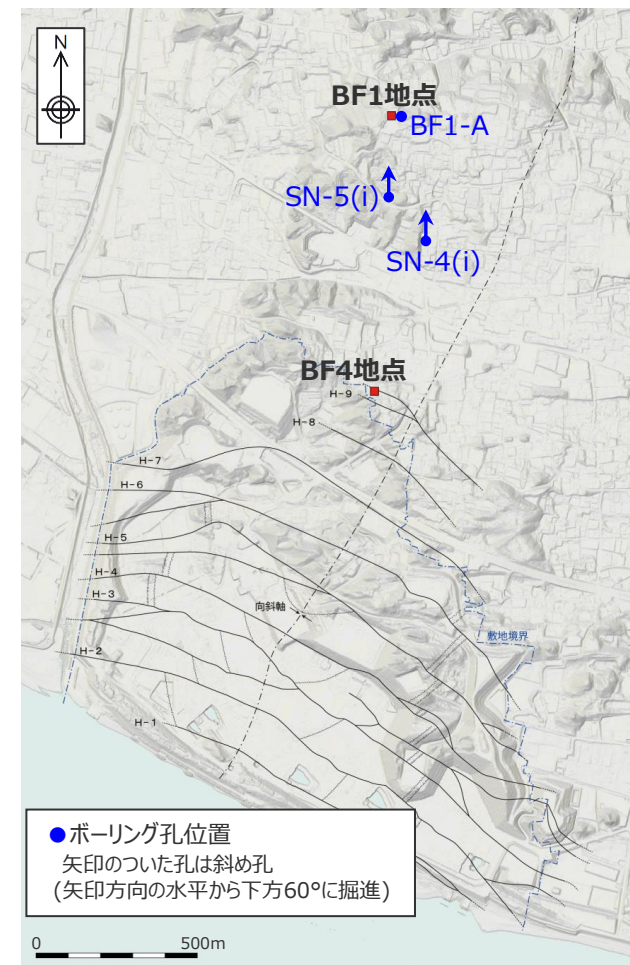 N
BF1地点
BF1-A
SN-5(i)
SN-4(i)
BF4地点
H-9
H-8
H-7
H-6
H-5
H-4
H-3
向斜軸
敷地境界
H-2
H-1
●ボーリング孔位置
矢印のついた孔は斜め孔
(矢印方向の水平から下方60°に掘進)
0 500m